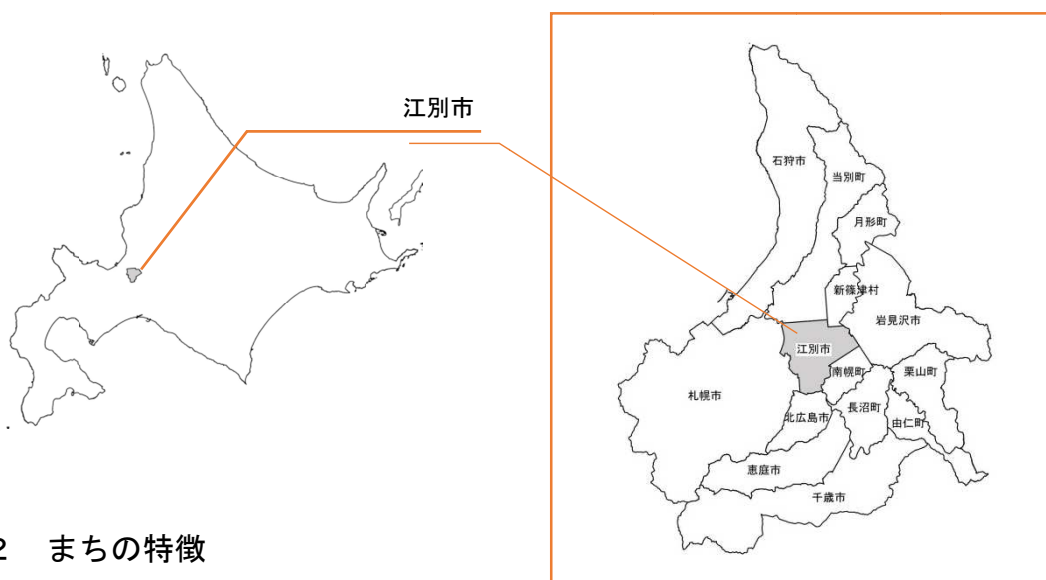 江別市
石狩市
当別町
月形町
新篠津村
岩見沢市
江別市
南幌町
栗山町
札幌市
長沼町
北広島市
由仁町
恵庭市
千歳市
2 まちの特徴